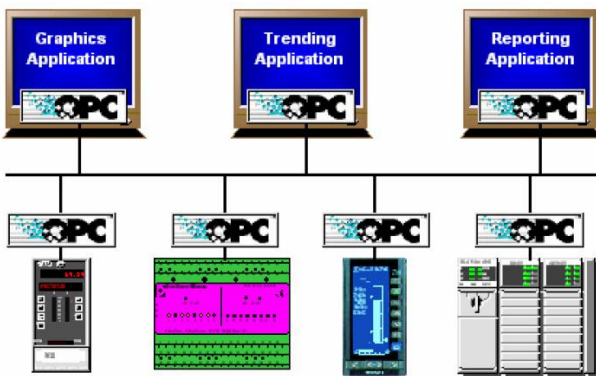 Graphics
Application
Trending
Application
Reporting
Application
OPC
OPC
OPC
OPC
OPC
OPC
OPC